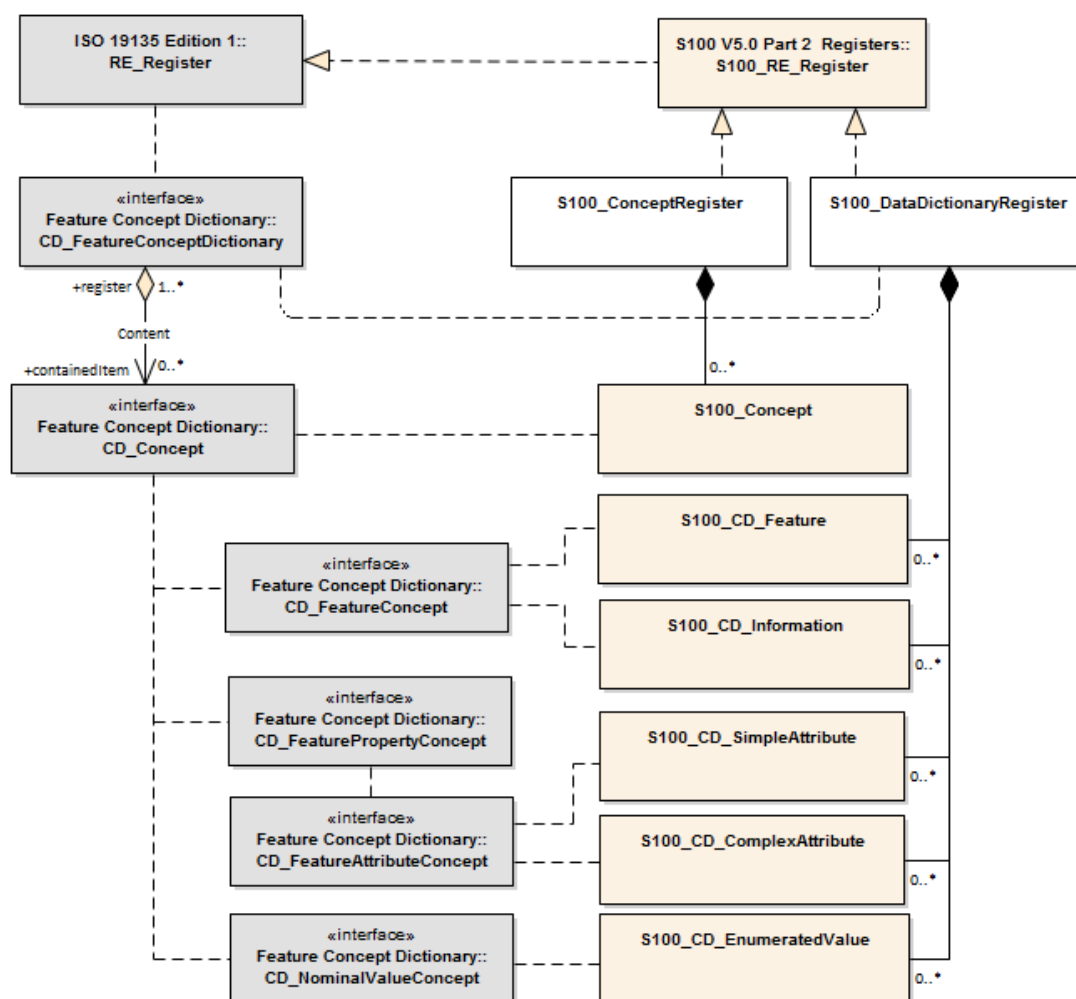 ISO 19135 Edition 1::
RE_Register
S100 V5.0 Part 2 Registers::
S100_RE_Register
«interface»
Feature Concept Dictionary::
CD_FeatureConceptDictionary
S100_ConceptRegister
S100_DataDictionaryRegister
+register
1..*
Content
+containedItem
0..*
0..*
«interface»
Feature Concept Dictionary::
CD_Concept
S100_Concept
S100_CD_Feature
0..*
«interface»
Feature Concept Dictionary::
CD_FeatureConcept
S100_CD_Information
0..*
«interface»
Feature Concept Dictionary::
CD_FeaturePropertyConcept
S100_CD_SimpleAttribute
0..*
«interface»
Feature Concept Dictionary::
CD_FeatureAttributeConcept
S100_CD_ComplexAttribute
0..*
«interface»
Feature Concept Dictionary::
CD_NominalValueConcept
S100_CD_EnumeratedValue
0..*